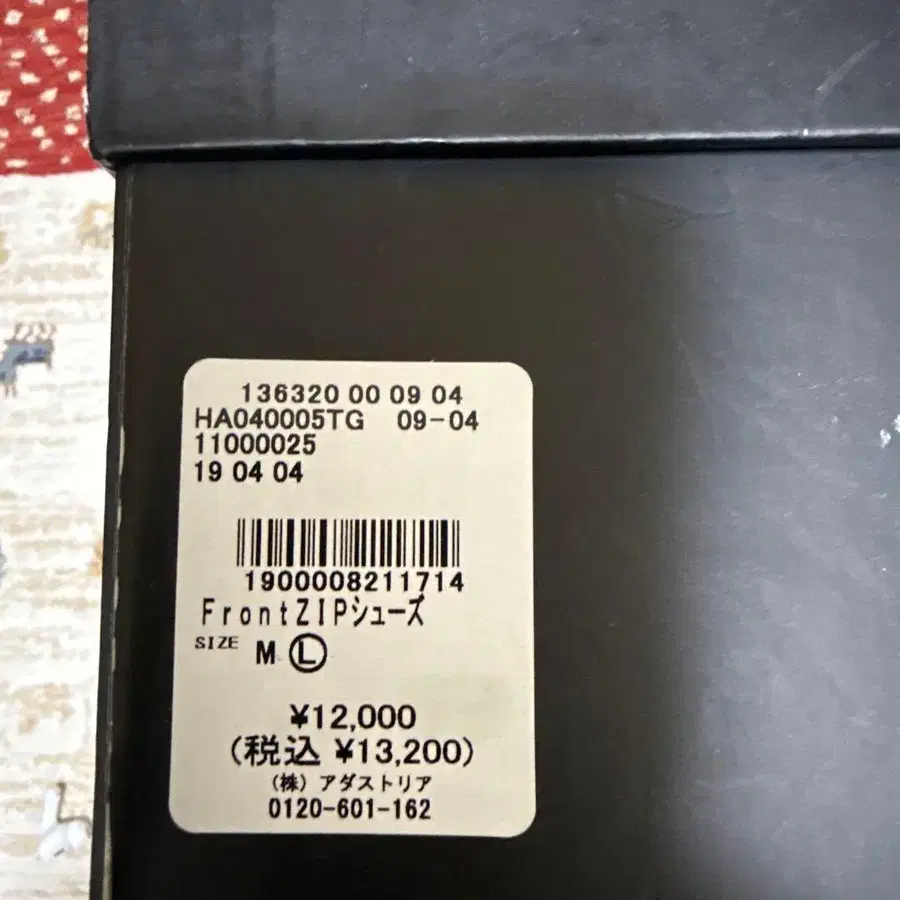 136320 00 09 04
HA040005TG 09-04
11000025
19 04 04
1900008211714
FrontZIPシューズ
SIZE M Ⓛ
¥12,000
(税込 ¥13,200)
(株) アダストリア
0120-601-162